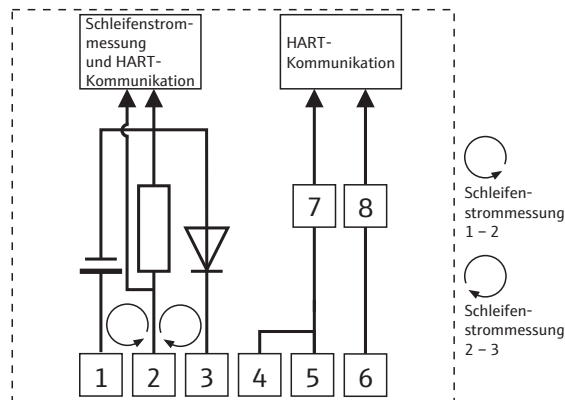 Schleifenstrom-
messung
und HART-
Kommunikation
HART-
Kommunikation
7
8
Schleifen-
strommessung
1 – 2
Schleifen-
strommessung
2 – 3
1
2
3
4
5
6